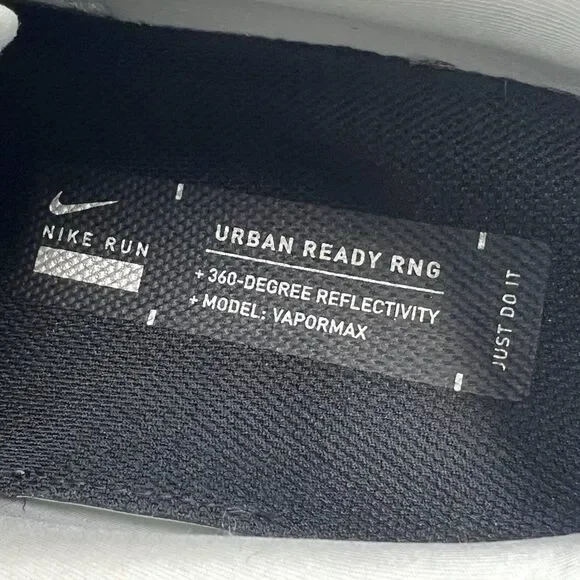 NIKE RUN
URBAN READY RNG
+ 360-DEGREE REFLECTIVITY
+ MODEL: VAPORMAX
JUST DO IT